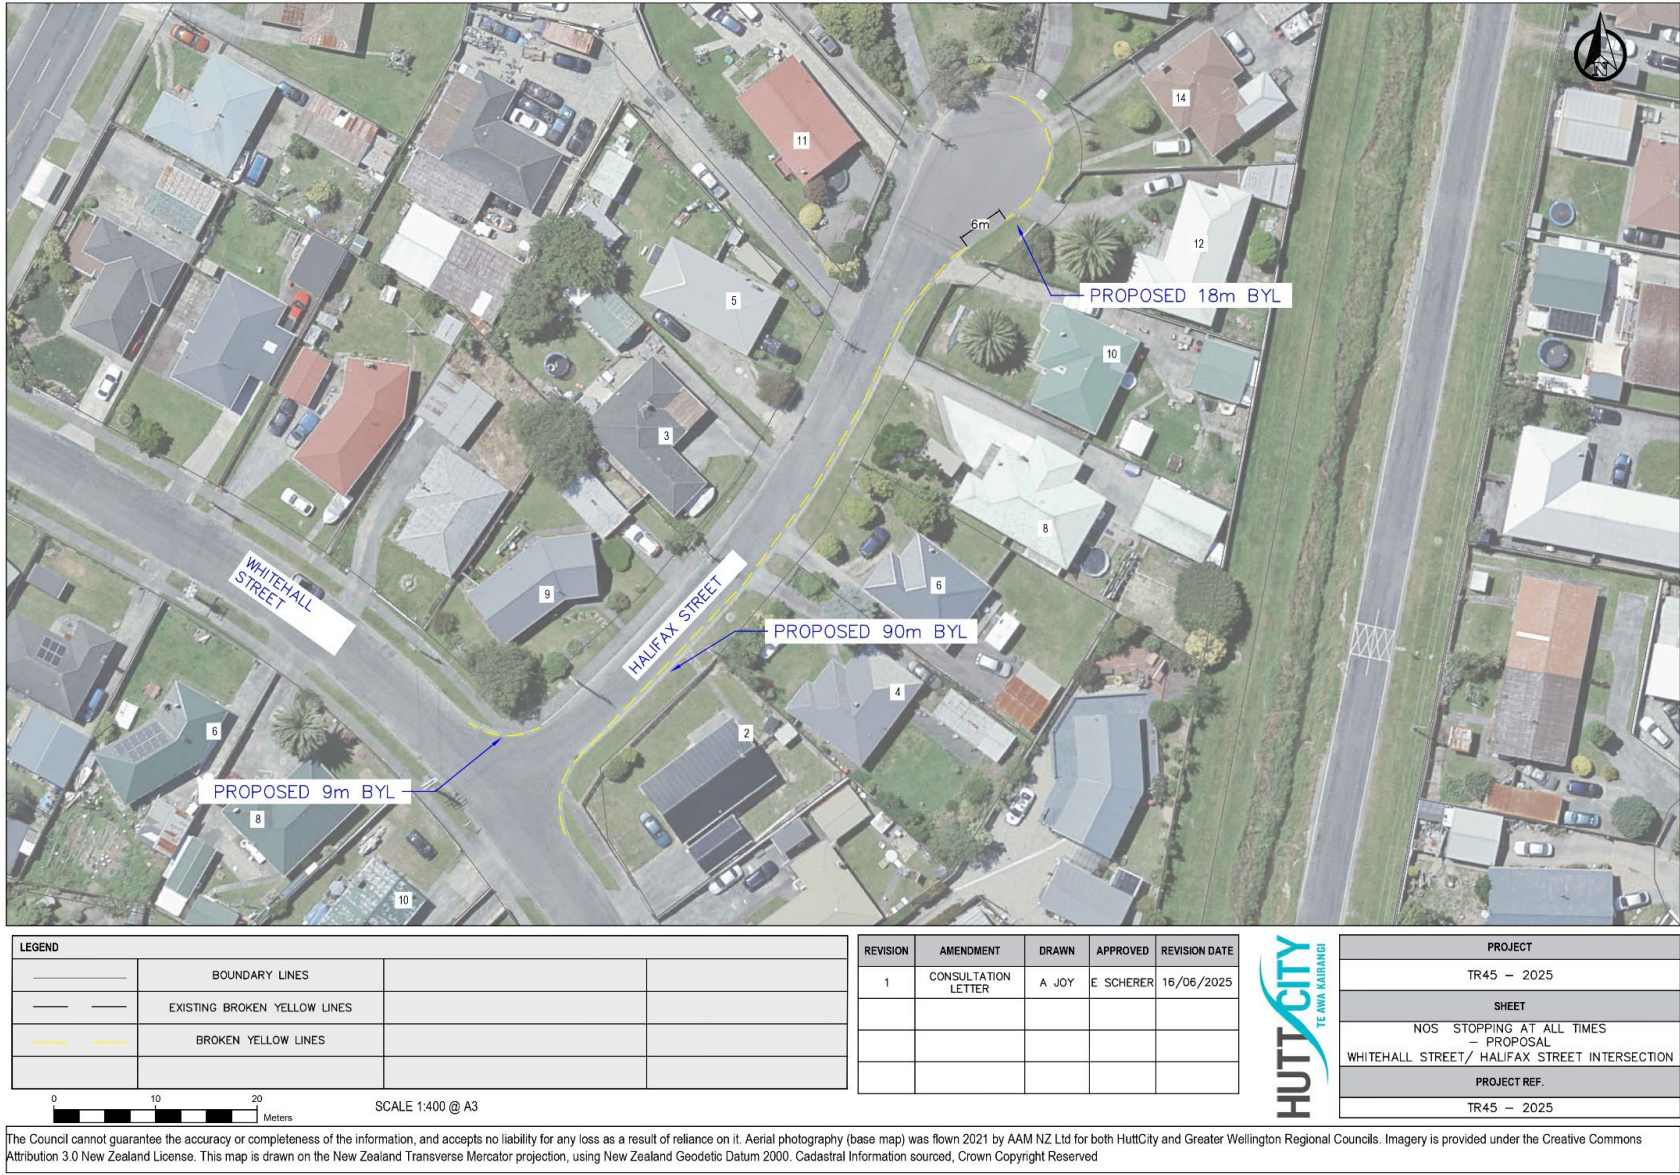 N
14
11
6m
12
PROPOSED 18m BYL
5
10
3
8
WHITEHALL
STREET
9
HALIFAX STREET
6
PROPOSED 90m BYL
4
2
6
PROPOSED 9m BYL
8
10
LEGEND
BOUNDARY LINES
EXISTING BROKEN YELLOW LINES
BROKEN YELLOW LINES
0 10 20
Meters
SCALE 1:400 @ A3
REVISION AMENDMENT DRAWN APPROVED REVISION DATE
1 CONSULTATION LETTER A JOY E SCHERER 16/06/2025
HUTT CITY
TE AWA KAIRANGI
PROJECT
TR45 - 2025
SHEET
NOS STOPPING AT ALL TIMES
- PROPOSAL
WHITEHALL STREET/ HALIFAX STREET INTERSECTION
PROJECT REF.
TR45 - 2025
The Council cannot guarantee the accuracy or completeness of the information, and accepts no liability for any loss as a result of reliance on it. Aerial photography (base map) was flown 2021 by AAM NZ Ltd for both HuttCity and Greater Wellington Regional Councils. Imagery is provided under the Creative Commons
Attribution 3.0 New Zealand License. This map is drawn on the New Zealand Transverse Mercator projection, using New Zealand Geodetic Datum 2000. Cadastral Information sourced, Crown Copyright Reserved